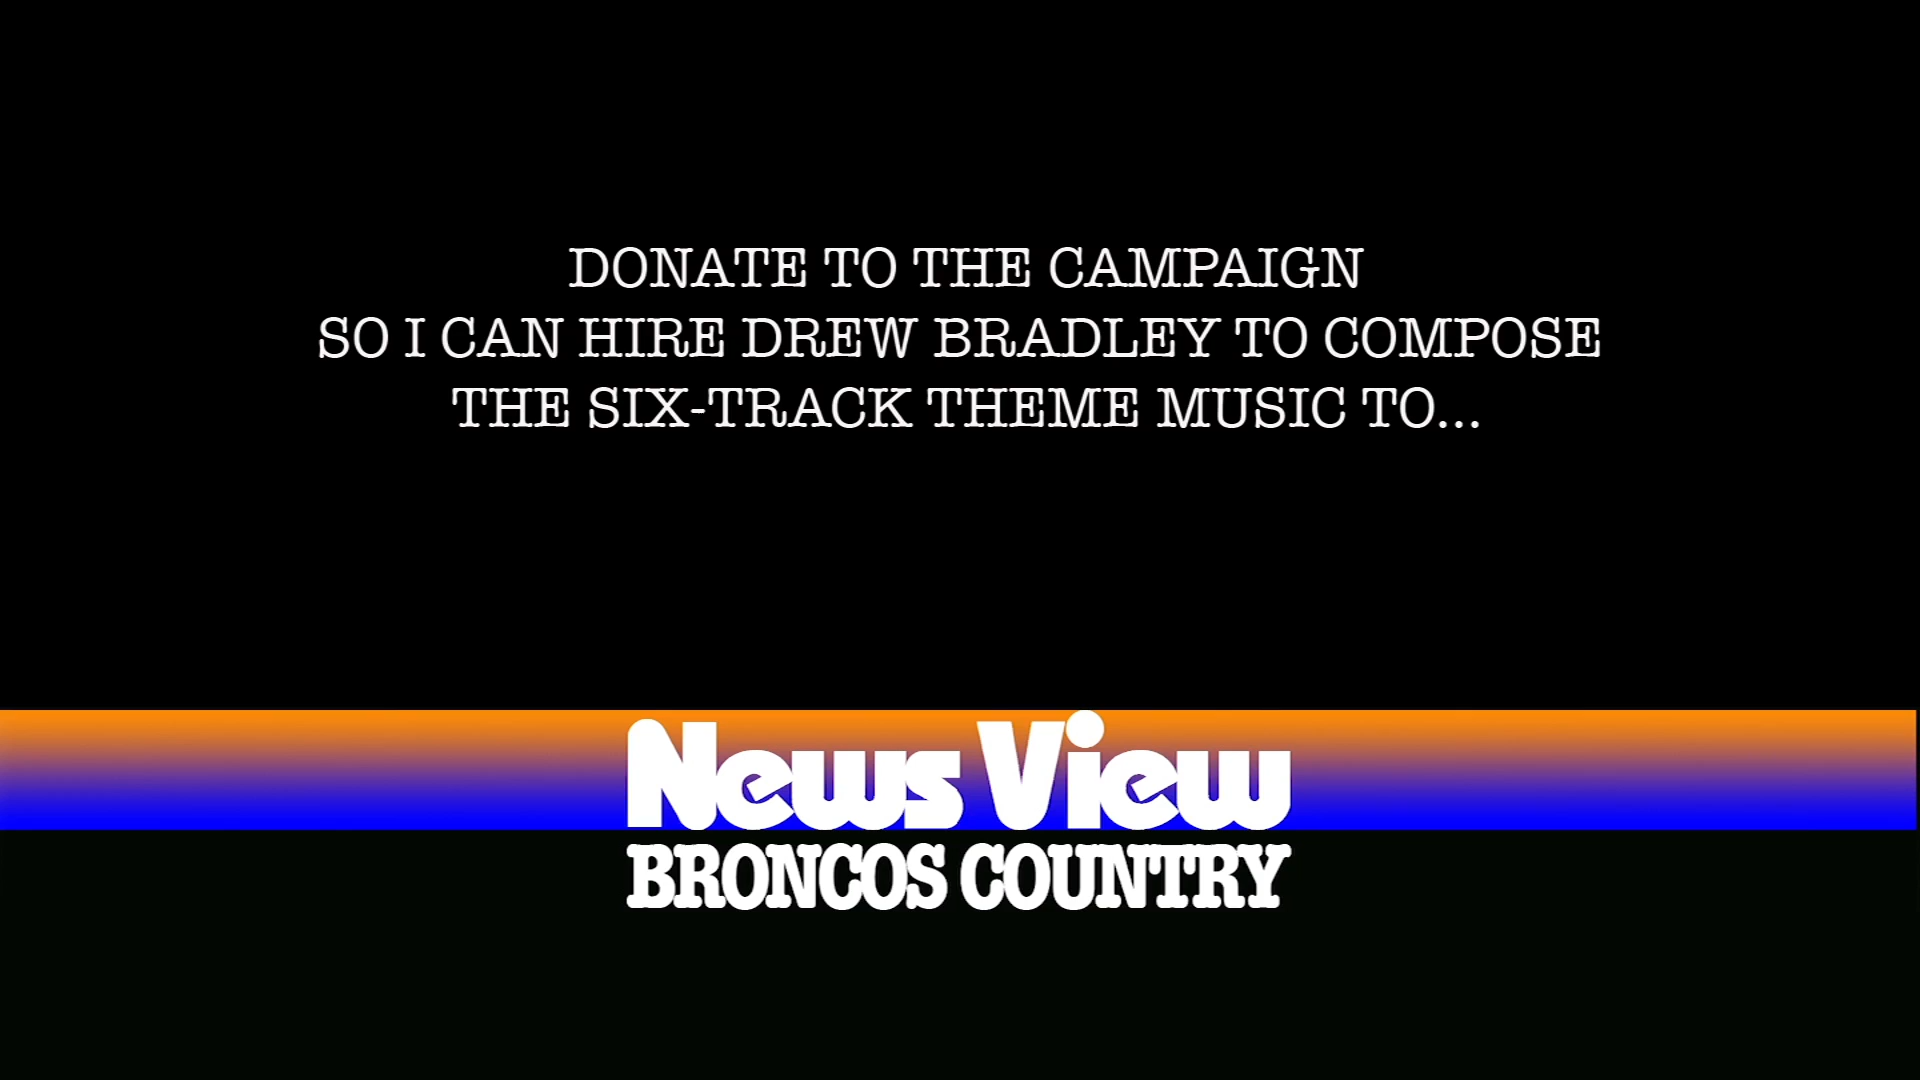 DONATE TO THE CAMPAIGN
SO I CAN HIRE DREW BRADLEY TO COMPOSE
THE SIX-TRACK THEME MUSIC TO...
News View
BRONCOS COUNTRY